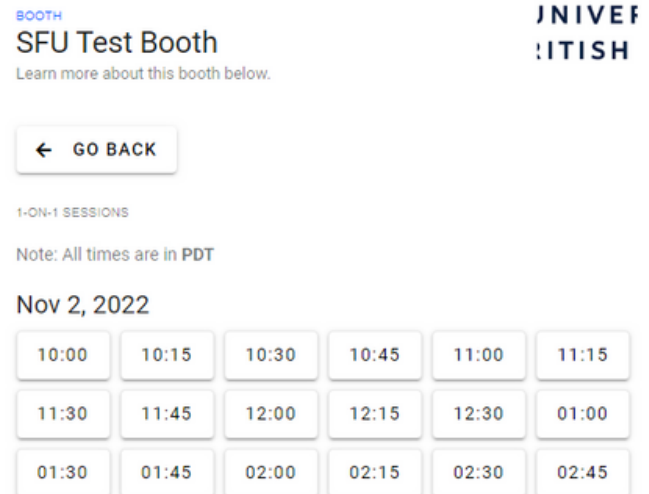 BOOTH
SFU Test Booth
Learn more about this booth below.
JNIVER
ITISH
← GO BACK
1-ON-1 SESSIONS
Note: All times are in PDT
Nov 2, 2022
10:00 10:15 10:30 10:45 11:00 11:15
11:30 11:45 12:00 12:15 12:30 01:00
01:30 01:45 02:00 02:15 02:30 02:45